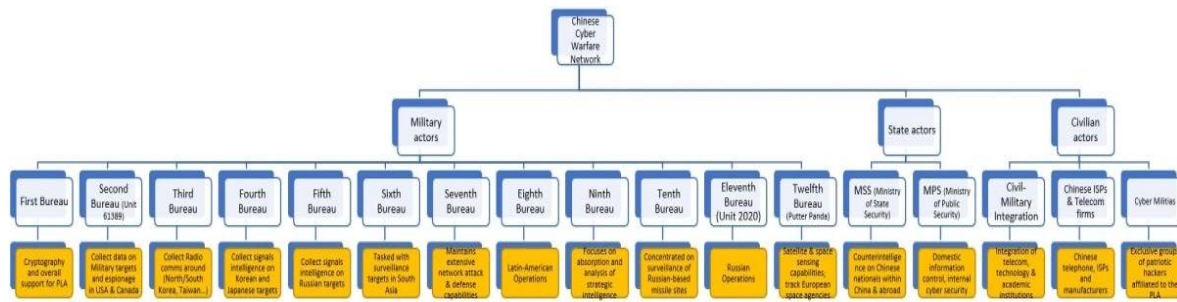 Chinese
Cyber
Warfare
Network
Military
actors
State actors
Civilian
actors
First Bureau
Second
Bureau (Unit
61389)
Third
Bureau
Fourth
Bureau
Fifth
Bureau
Sixth
Bureau
Seventh
Bureau
Eighth
Bureau
Ninth
Bureau
Tenth
Bureau
Eleventh
Bureau
(Unit 2020)
Twelfth
Bureau
(Putter Panda)
MSS (Ministry
of State
Security)
MPS (Ministry
of Public
Security)
Civil-
Military
Integration
Chinese ISPs
& Telecom
firms
Cyber Militias
Cryptography
and overall
support for PLA
Collect data on
Military targets
and espionage
in USA & Canada
Collect Radio
comms around
(North/South
Korea, Taiwan...)
Collect signals
intelligence on
Korean and
Japanese targets
Collect signals
intelligence on
Russian targets
Tasked with
surveillance
targets in South
Asia
Maintains
extensive
network attack
& defense
capabilities
Latin-American
Operations
Focuses on
absorption and
analysis of
strategic
intelligence
Concentrated on
surveillance of
Russian-based
missile sites
Russian
Operations
Satellite & space
sensing
capabilities,
track European
space agencies
Counterintellige
nce on Chinese
nationals within
China & abroad
Domestic
information
control, internal
cyber security
Integration of
telecom,
technology &
academic
institutions
Chinese
telephone, ISPs
and
manufacturers
Exclusive group
of patriotic
hackers
affiliated to the
PLA